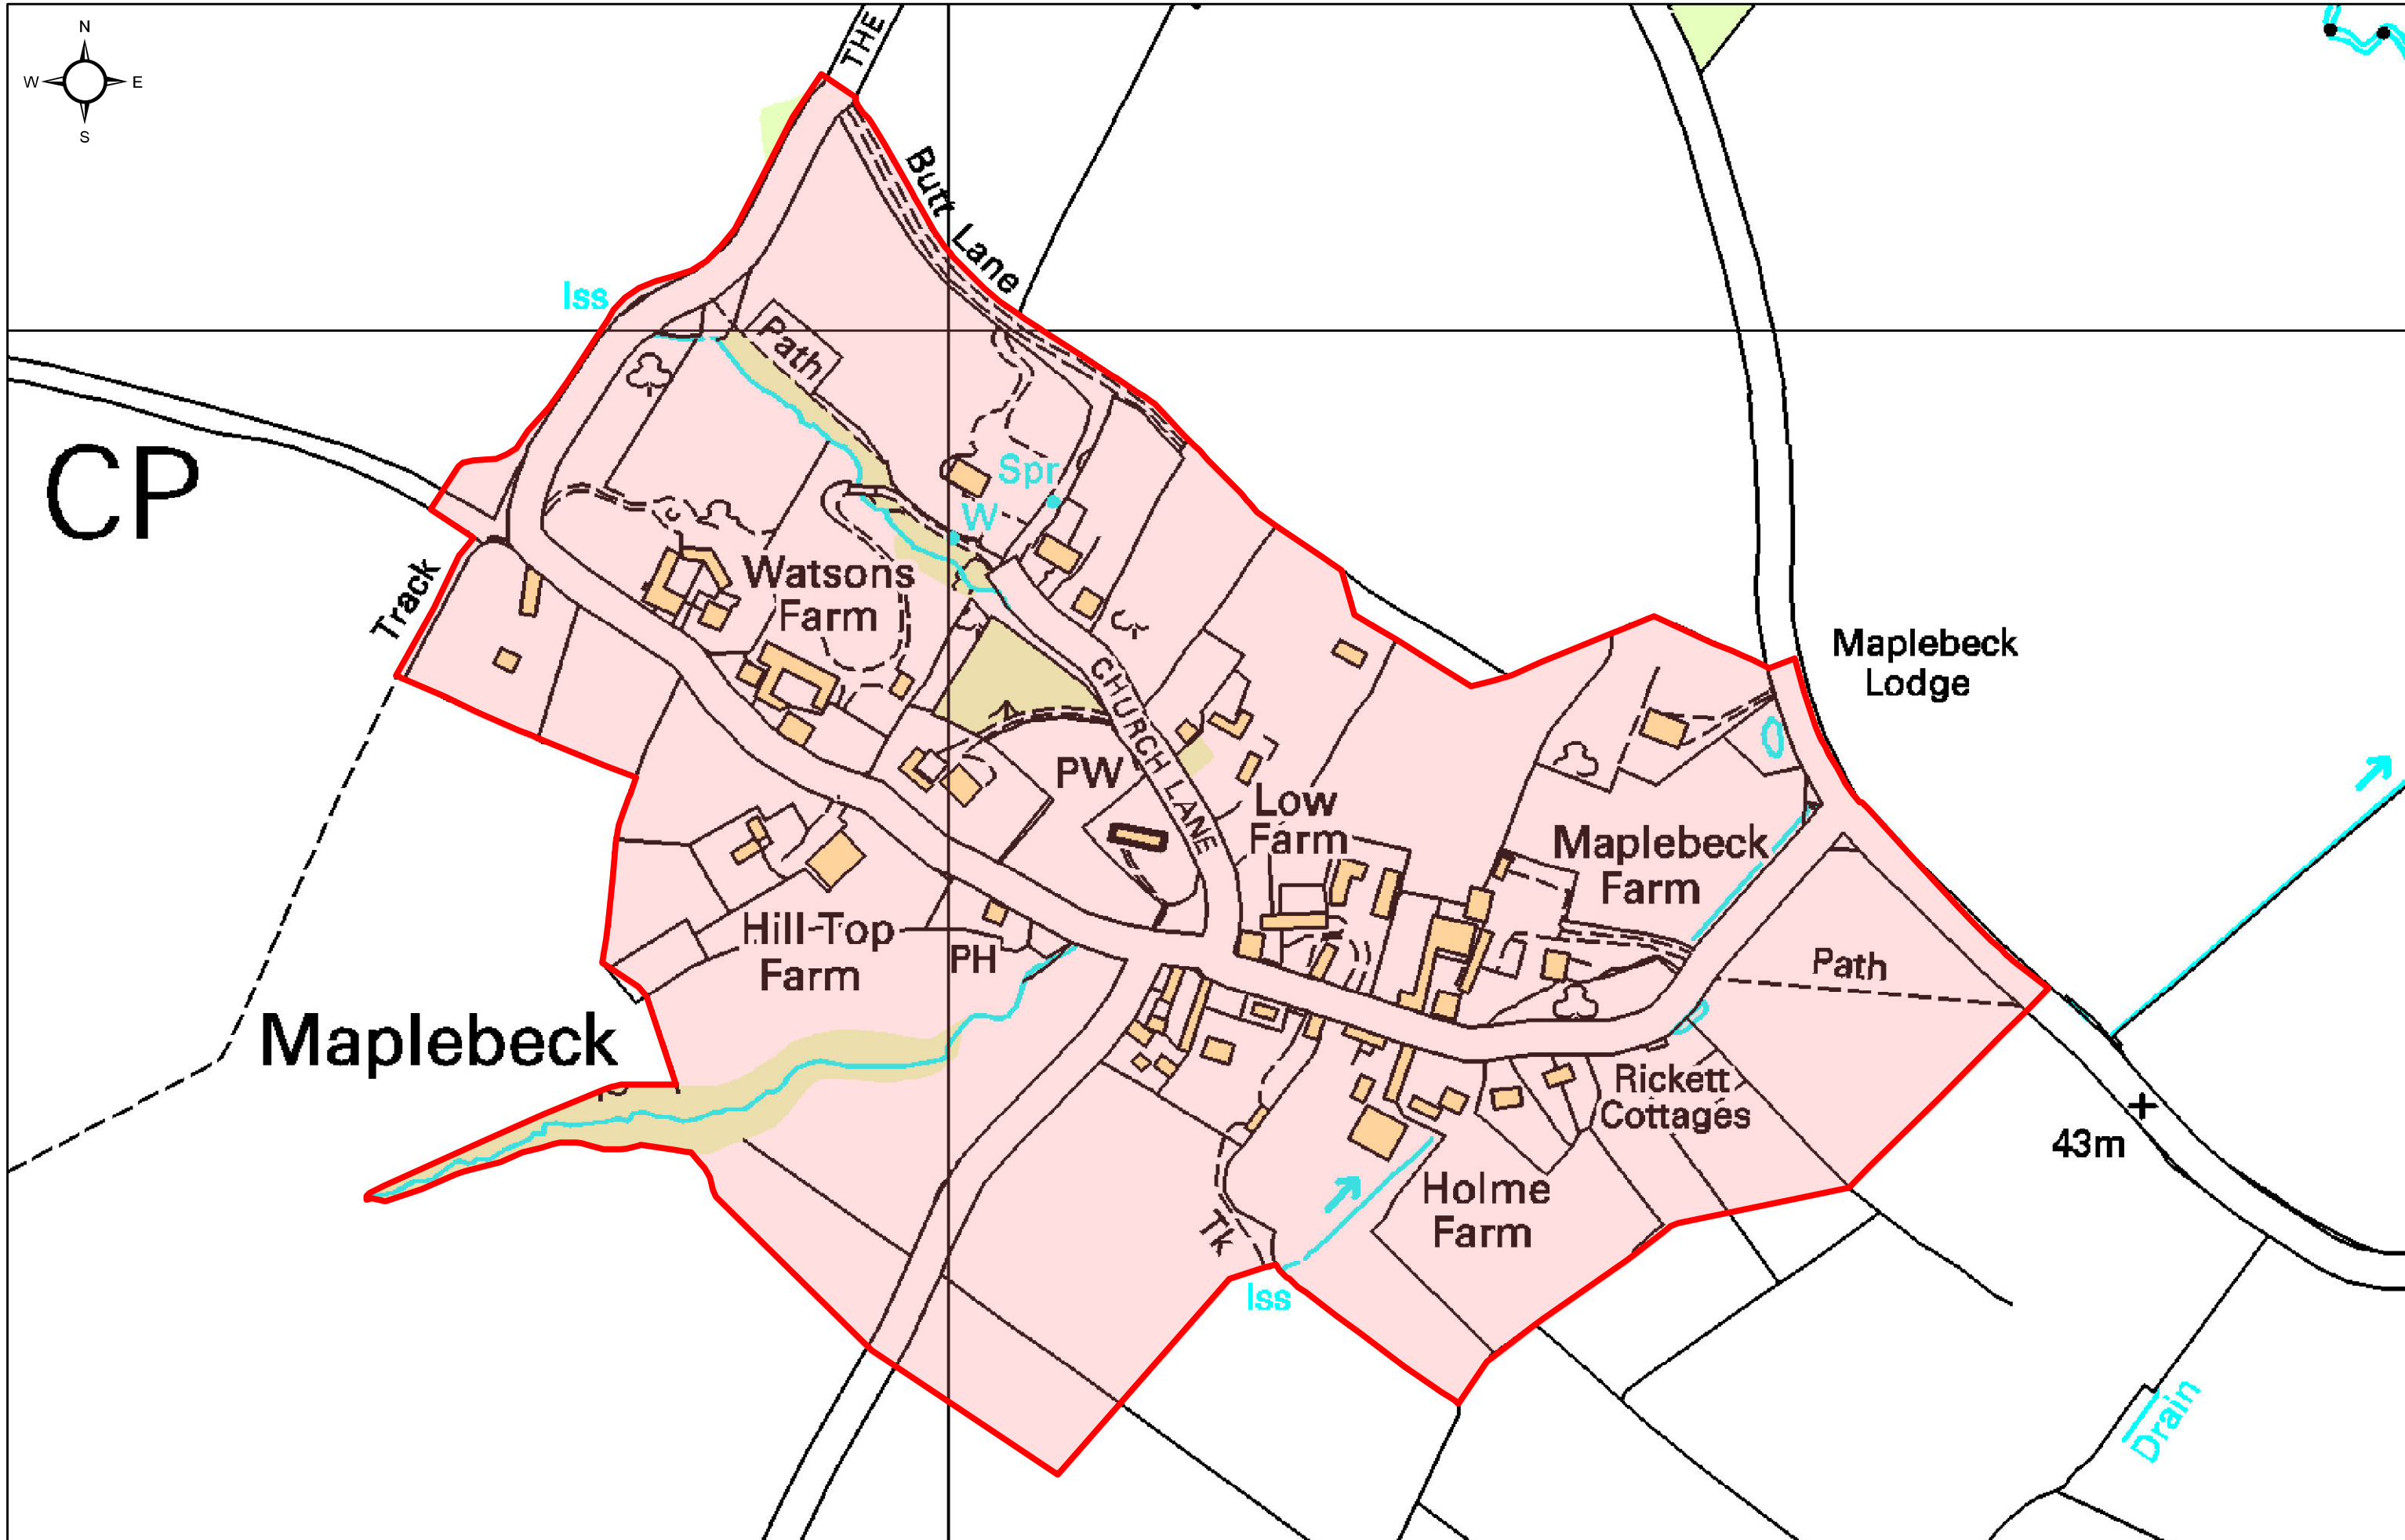 N
W E
S
THE
Butt Lane
Iss
Path
CP
Spr
W
Track
Watsons
Farm
CHURCH LANE
Maplebeck
Lodge
PW
Low
Farm
Maplebeck
Farm
Hill-Top
Farm
PH
Path
Maplebeck
Rickett
Cottages
43m
Holme
Farm
Tk
Iss
Drain